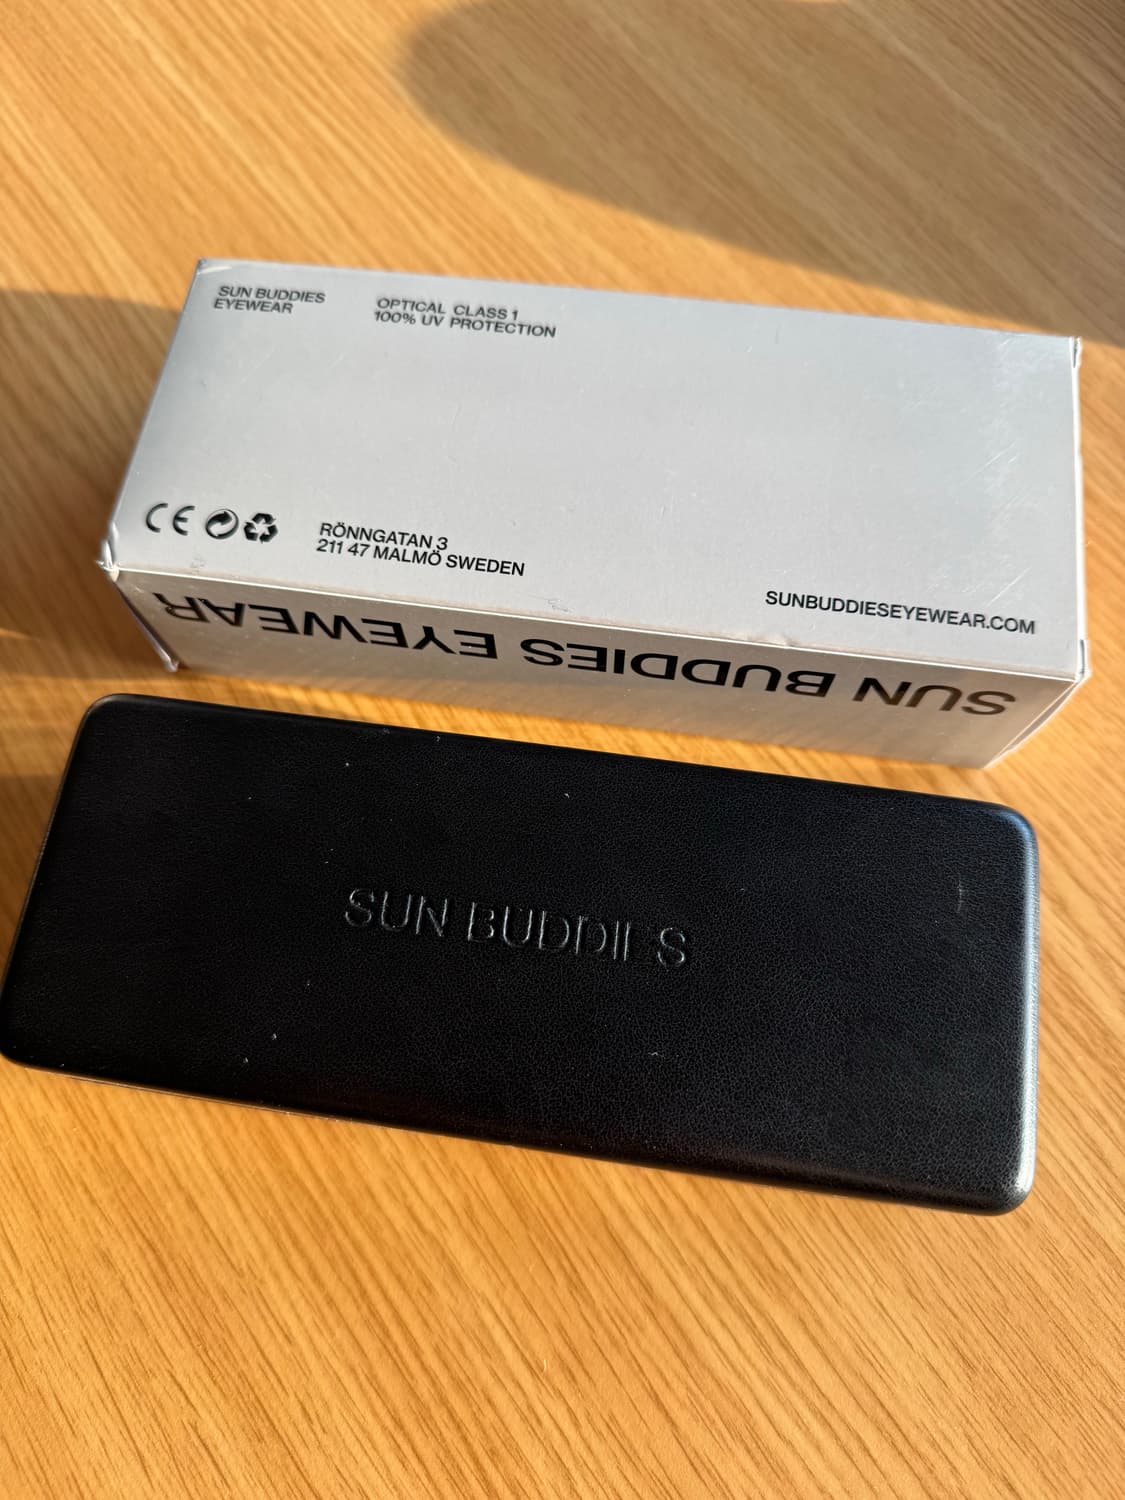 SUN BUDDIES
EYEWEAR
OPTICAL CLASS 1
100% UV PROTECTION
CE
RÖNNGATAN 3
211 47 MALMÖ SWEDEN
SUNBUDDIESEYEWEAR.COM
SUN BUDDIES EYEWEAR
SUN BUDDIES